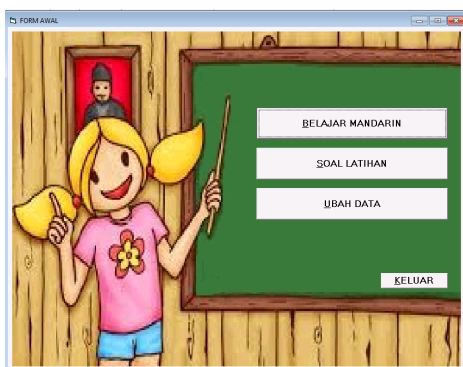 FORM AWAL
BELAJAR MANDARIN
SOAL LATIHAN
UBAH DATA
KELUAR